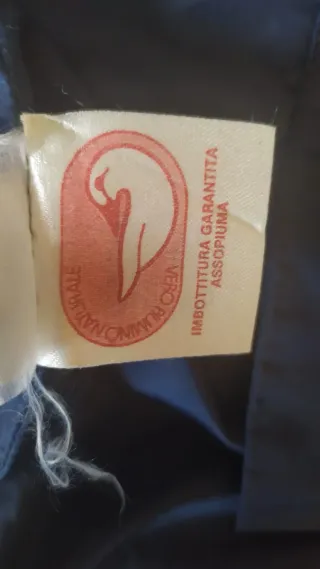 VERO PIUMINO NATURALE
IMBOTTITURA GARANTITA
ASSOPIUMA